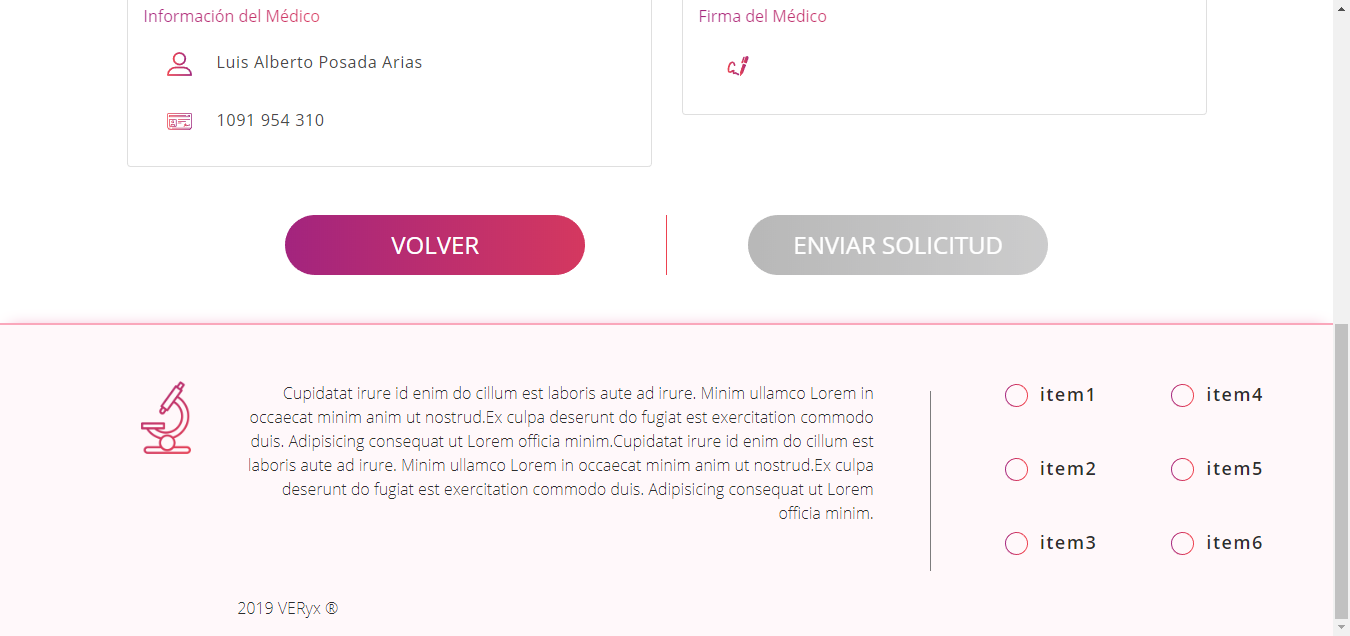 Información del Médico
Luis Alberto Posada Arias
1091 954 310
Firma del Médico
VOLVER
ENVIAR SOLICITUD
Cupidatat irure id enim do cillum est laboris aute ad irure. Minim ullamco Lorem in
occaecat minim anim ut nostrud.Ex culpa deserunt do fugiat est exercitation commodo
duis. Adipisicing consequat ut Lorem officia minim.Cupidatat irure id enim do cillum est
laboris aute ad irure. Minim ullamco Lorem in occaecat minim anim ut nostrud.Ex culpa
deserunt do fugiat est exercitation commodo duis. Adipisicing consequat ut Lorem
officia minim.
item1
item2
item3
item4
item5
item6
2019 VERyx ®